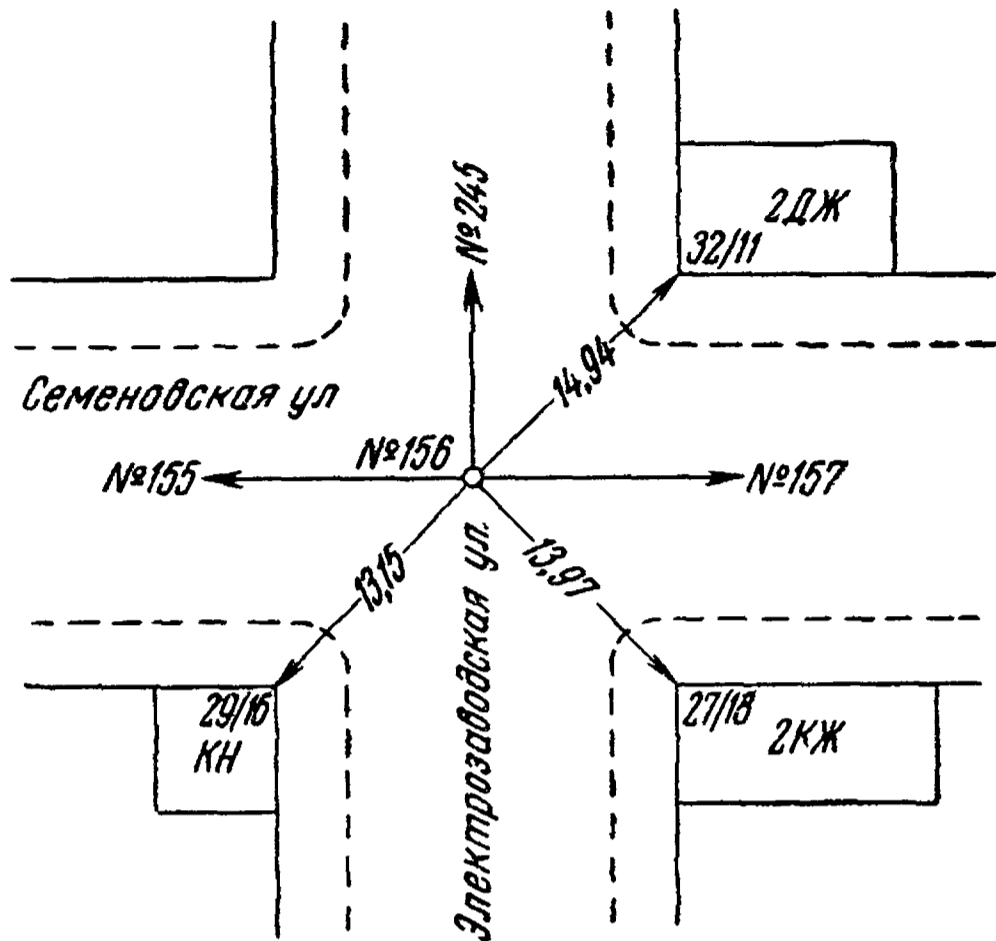 №245
2ДЖ
32/11
14,94
Семеновская ул
№156
№155
№157
13,15
13,97
Электрозаводская ул.
29/16
КН
27/18
2КЖ